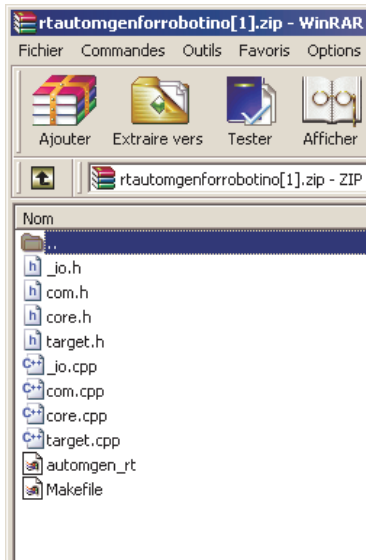 rtautomgenforrobotino[1].zip - WinRAR
Fichier Commandes Outils Favoris Options
Ajouter Extraire vers Tester Afficher
rtautomgenforrobotino[1].zip - ZIP
Nom
..
_io.h
com.h
core.h
target.h
_io.cpp
com.cpp
core.cpp
target.cpp
automgen_rt
Makefile